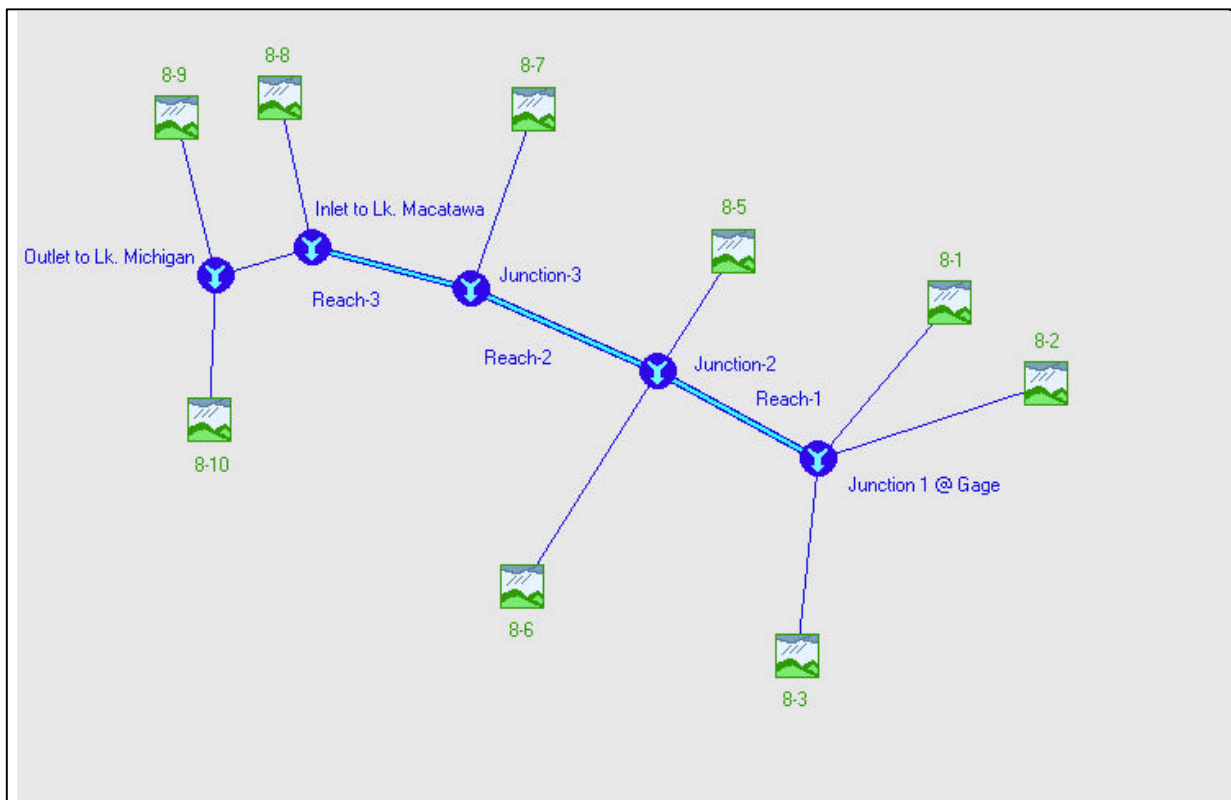 8-8
8-9
8-7
Inlet to Lk. Macatawa
8-5
Outlet to Lk. Michigan
8-1
Junction-3
Reach-3
8-2
Reach-2
Junction-2
Reach-1
8-10
Junction 1 @ Gage
8-6
8-3